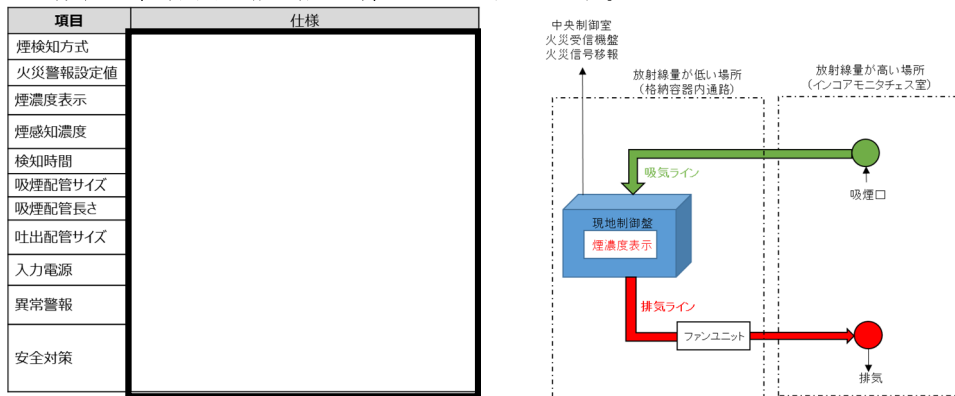 項目
仕様
煙検知方式
火災警報設定値
煙濃度表示
煙感知濃度
検知時間
吸煙配管サイズ
吸煙配管長さ
吐出配管サイズ
入力電源
異常警報
安全対策
中央制御室
火災受信機盤
火災信号移報
放射線量が低い場所
(格納容器内通路)
放射線量が高い場所
(インコアモニタチェス室)
吸気ライン
吸煙口
現地制御盤
煙濃度表示
排気ライン
ファンユニット
排気